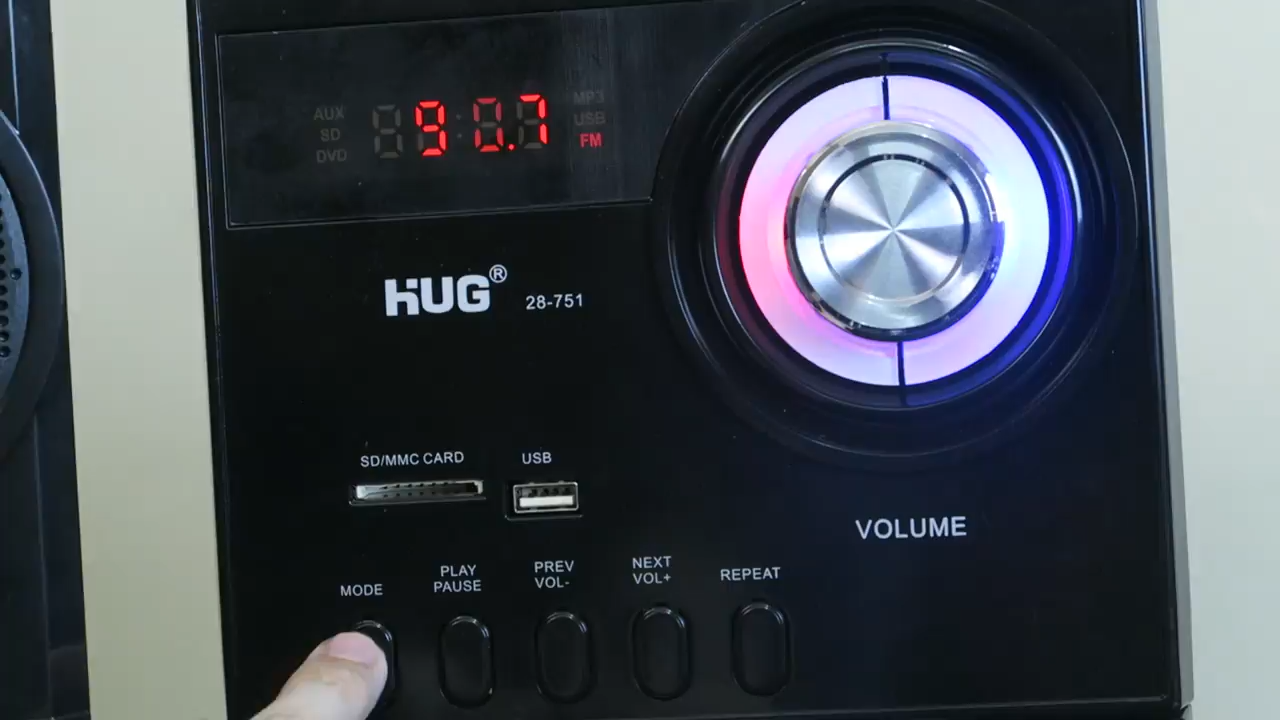 AUX
SD
DVD
90.7
MP3
USB
FM
HUG®
28-751
SD/MMC CARD
USB
VOLUME
MODE
PLAY
PAUSE
PREV
VOL-
NEXT
VOL+
REPEAT